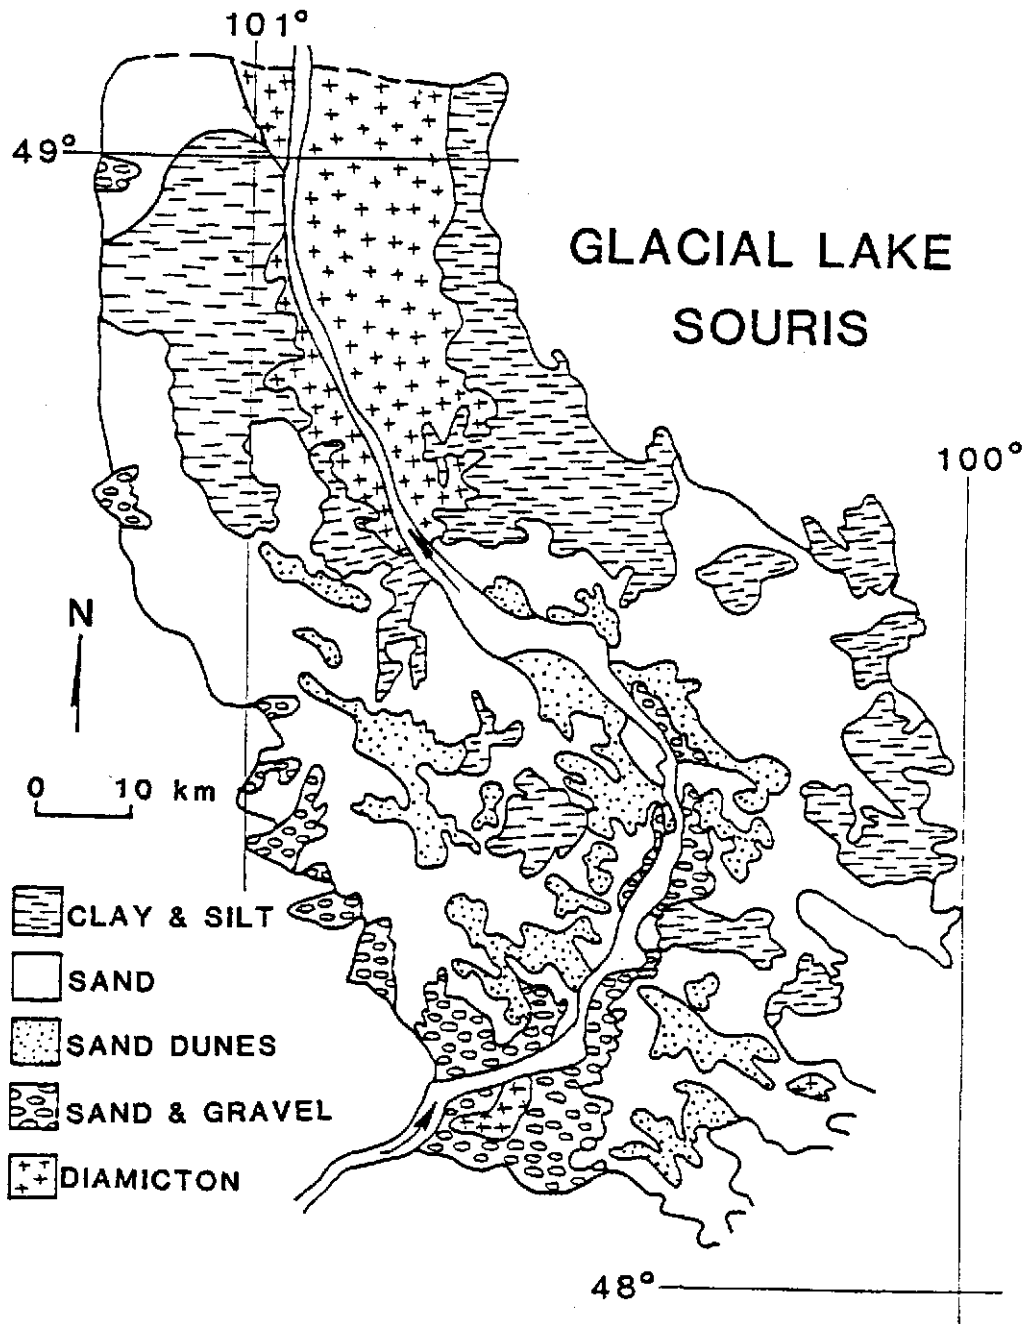 101°
49°
GLACIAL LAKE
SOURIS
100°
N
0 10 km
CLAY & SILT
SAND
SAND DUNES
SAND & GRAVEL
DIAMICTON
48°